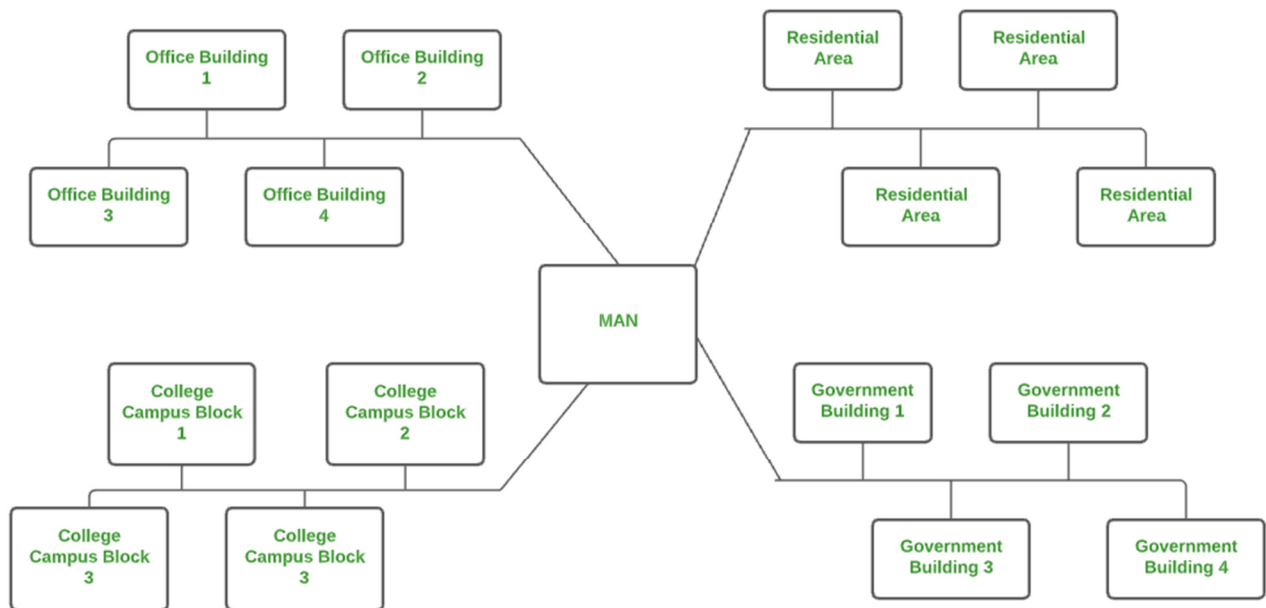 Office Building
1
Office Building
2
Office Building
3
Office Building
4
Residential
Area
Residential
Area
Residential
Area
Residential
Area
MAN
College
Campus Block
1
College
Campus Block
2
College
Campus Block
3
College
Campus Block
3
Government
Building 1
Government
Building 2
Government
Building 3
Government
Building 4